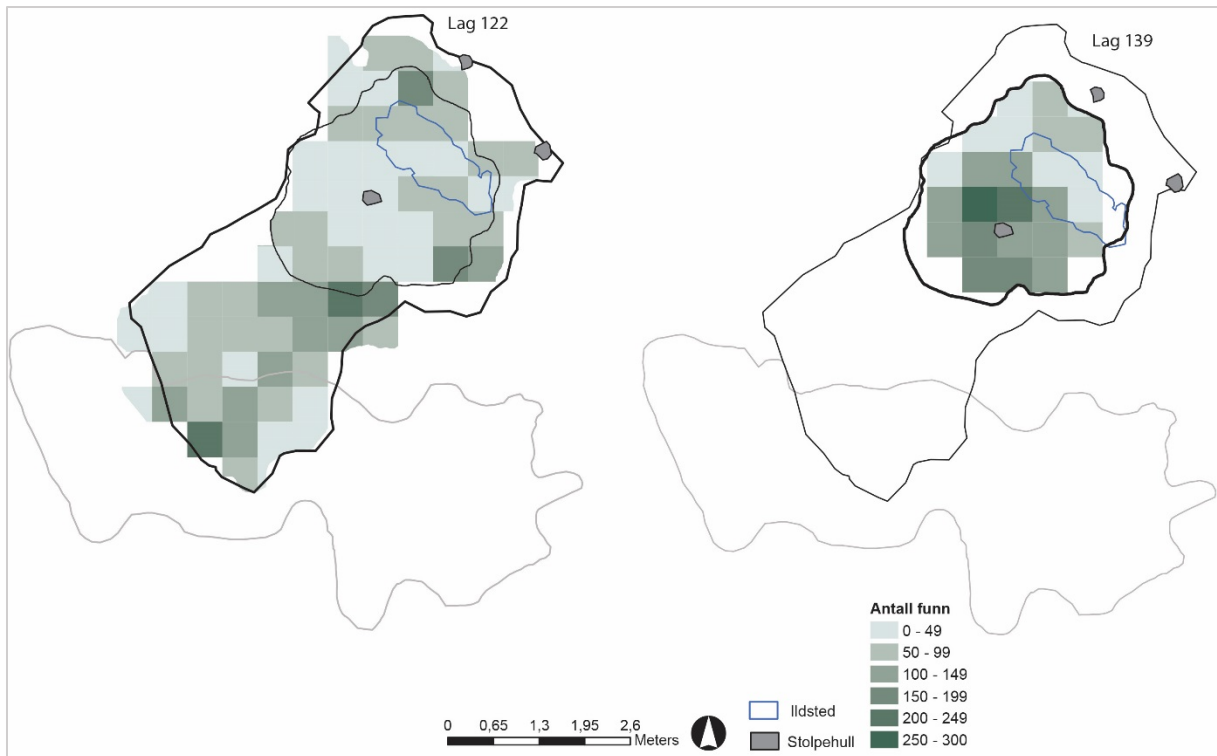 Lag 122
Lag 139
Antall funn
0 - 49
50 - 99
100 - 149
150 - 199
200 - 249
250 - 300
0 0,65 1,3 1,95 2,6
Meters
Ildsted
Stolpehull